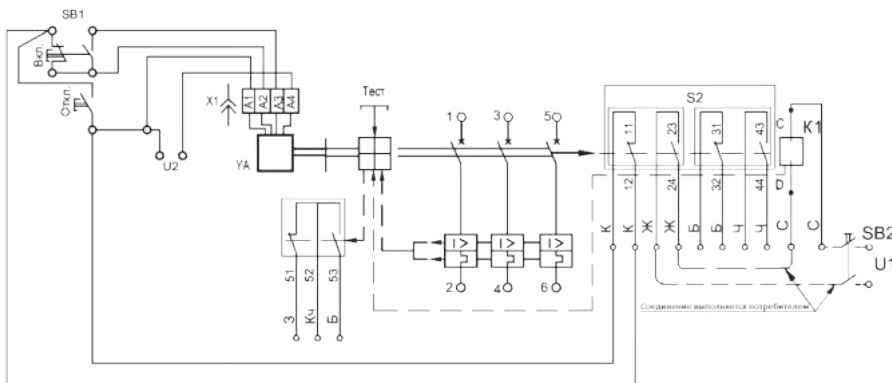 SB1
Вкл.
Откл.
X1
A1
A2
A3
A4
YA
U2
Тест
1
3
5
S2
11
23
31
43
C
K1
D
12
24
32
44
К
К
Ж
Ж
Б
Б
Ч
Ч
С
С
SB2
U1
I>
I>
I>
2
4
6
51
52
53
З
Кч
Б
Соединение выполняется потребителем